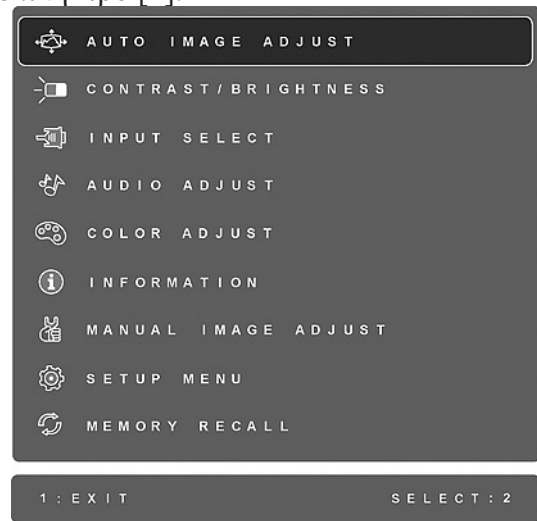 AUTO IMAGE ADJUST
CONTRAST/BRIGHTNESS
INPUT SELECT
AUDIO ADJUST
COLOR ADJUST
INFORMATION
MANUAL IMAGE ADJUST
SETUP MENU
MEMORY RECALL
1:EXIT SELECT:2